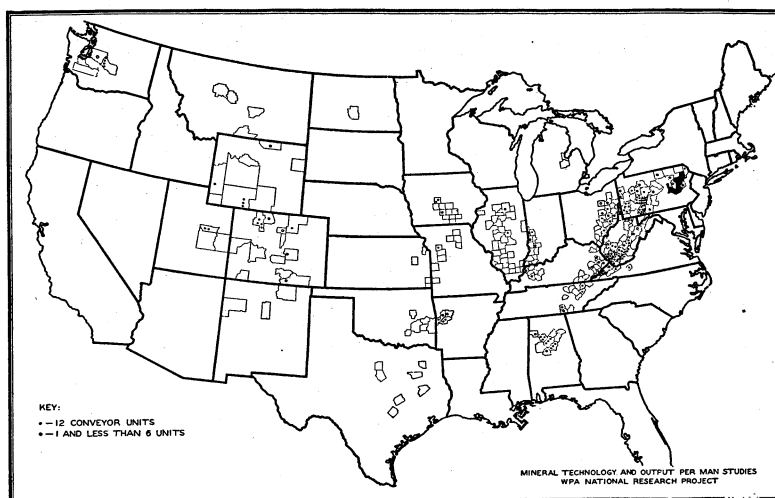 KEY:
• — 12 CONVEYOR UNITS
• — 1 AND LESS THAN 6 UNITS
MINERAL TECHNOLOGY AND OUTPUT PER MAN STUDIES
WPA NATIONAL RESEARCH PROJECT